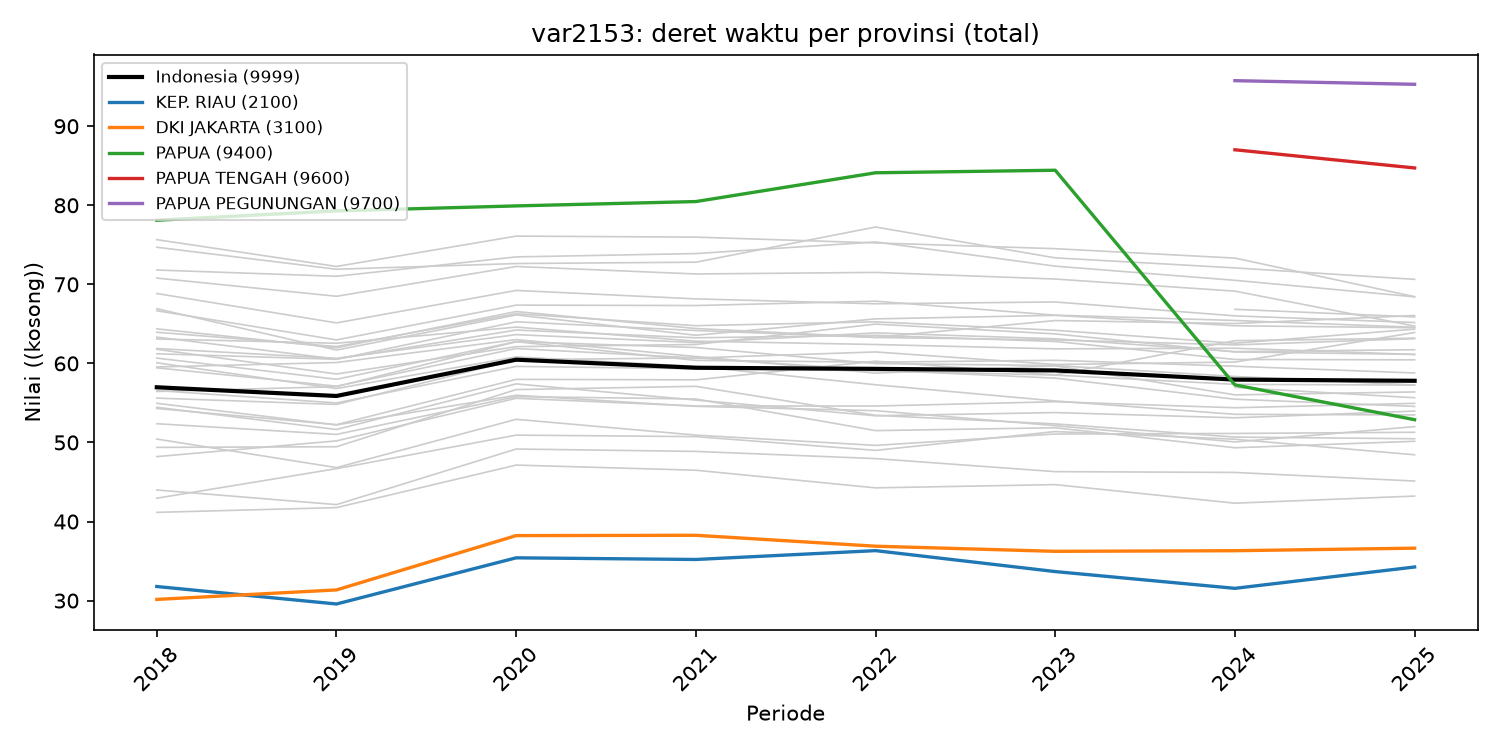 var2153: deret waktu per provinsi (total)
Indonesia (9999)
KEP. RIAU (2100)
DKI JAKARTA (3100)
PAPUA (9400)
PAPUA TENGAH (9600)
PAPUA PEGUNUNGAN (9700)
Nilai ((kosong))
90
80
70
60
50
40
30
2018
2019
2020
2021
2022
2023
2024
2025
Periode